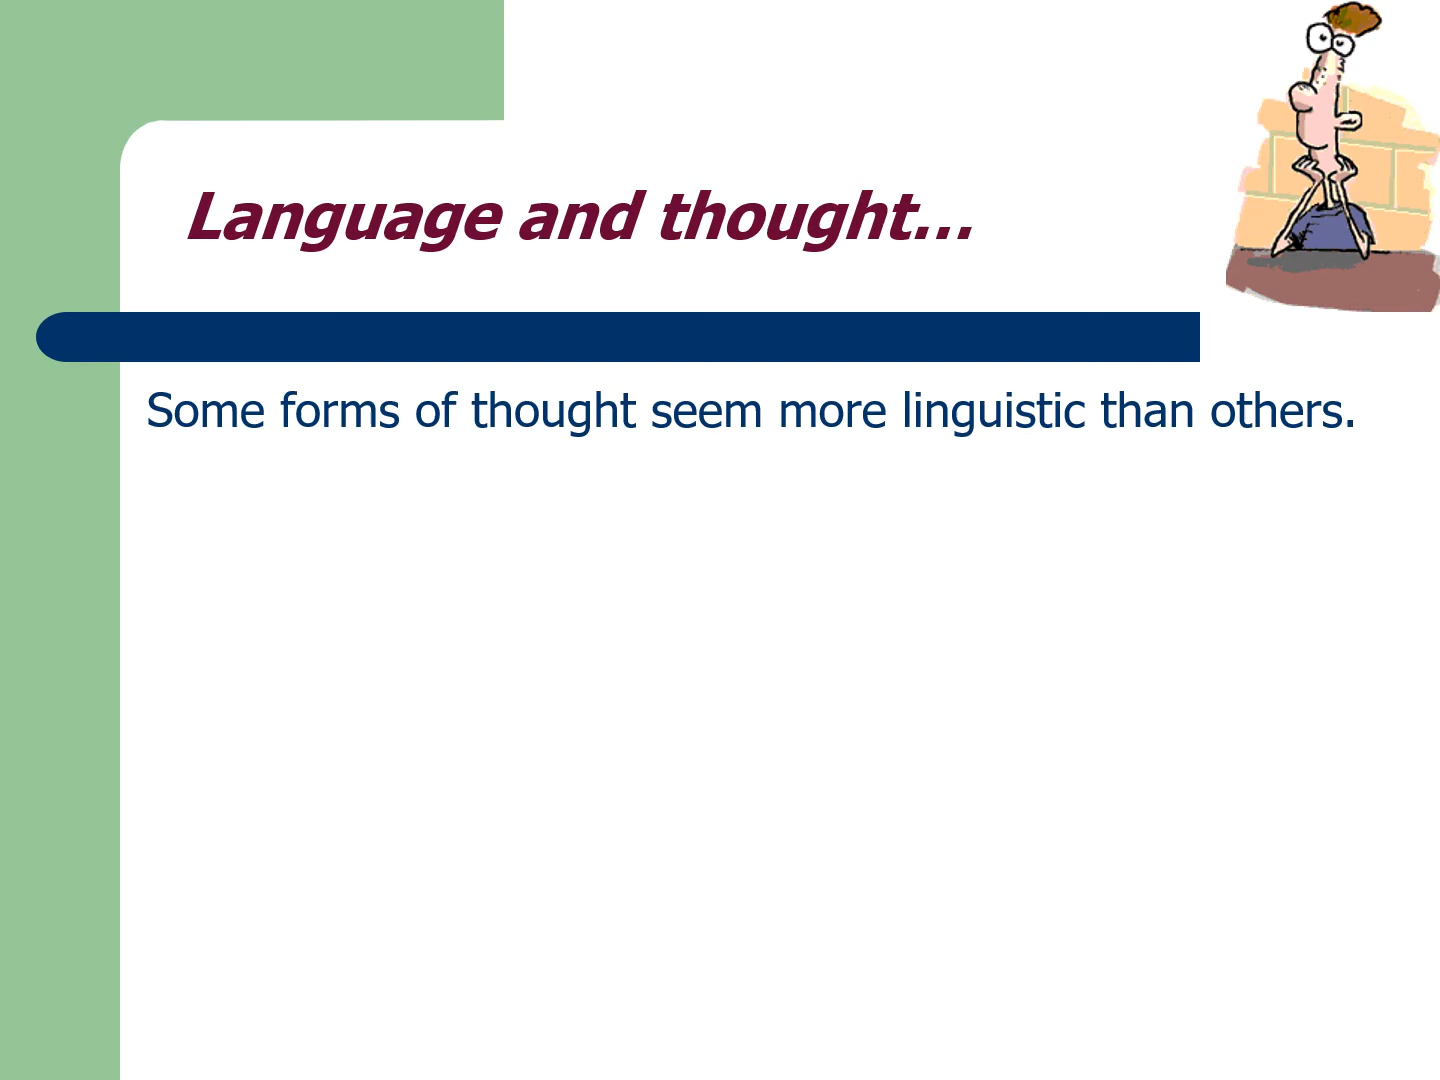 Language and thought…
Some forms of thought seem more linguistic than others.